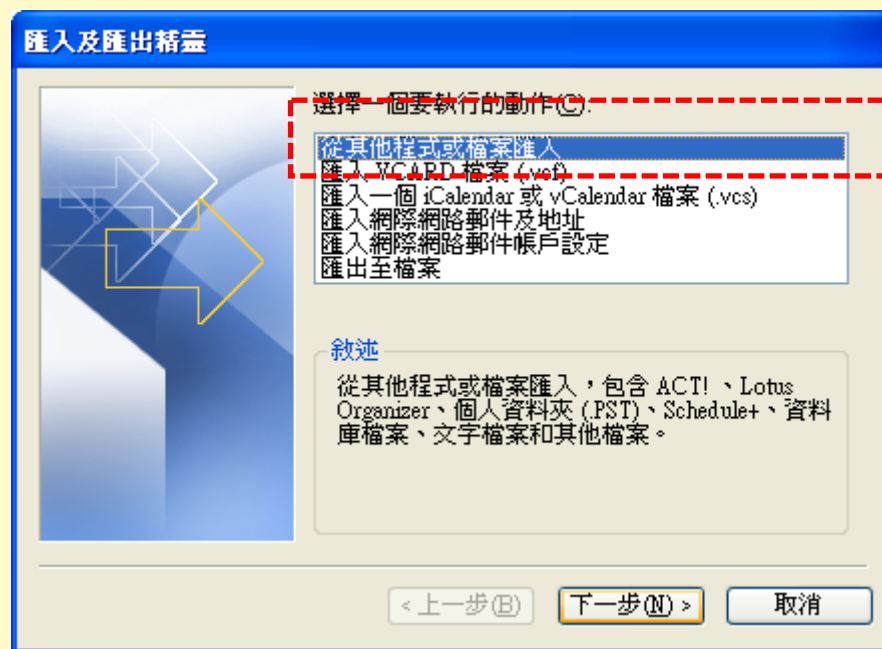 匯入及匯出精靈
選擇一個要執行的動作(C):
從其他程式或檔案匯入
匯入 VCARD 檔案 (.vcf)
匯入一個 iCalendar 或 vCalendar 檔案 (.vcs)
匯入網際網路郵件及地址
匯入網際網路郵件帳戶設定
匯出至檔案
敘述
從其他程式或檔案匯入，包含 ACT! 、Lotus
Organizer、個人資料夾 (.PST)、Schedule+、資料
庫檔案、文字檔案和其他檔案。
< 上一步(B)
下一步(N) >
取消